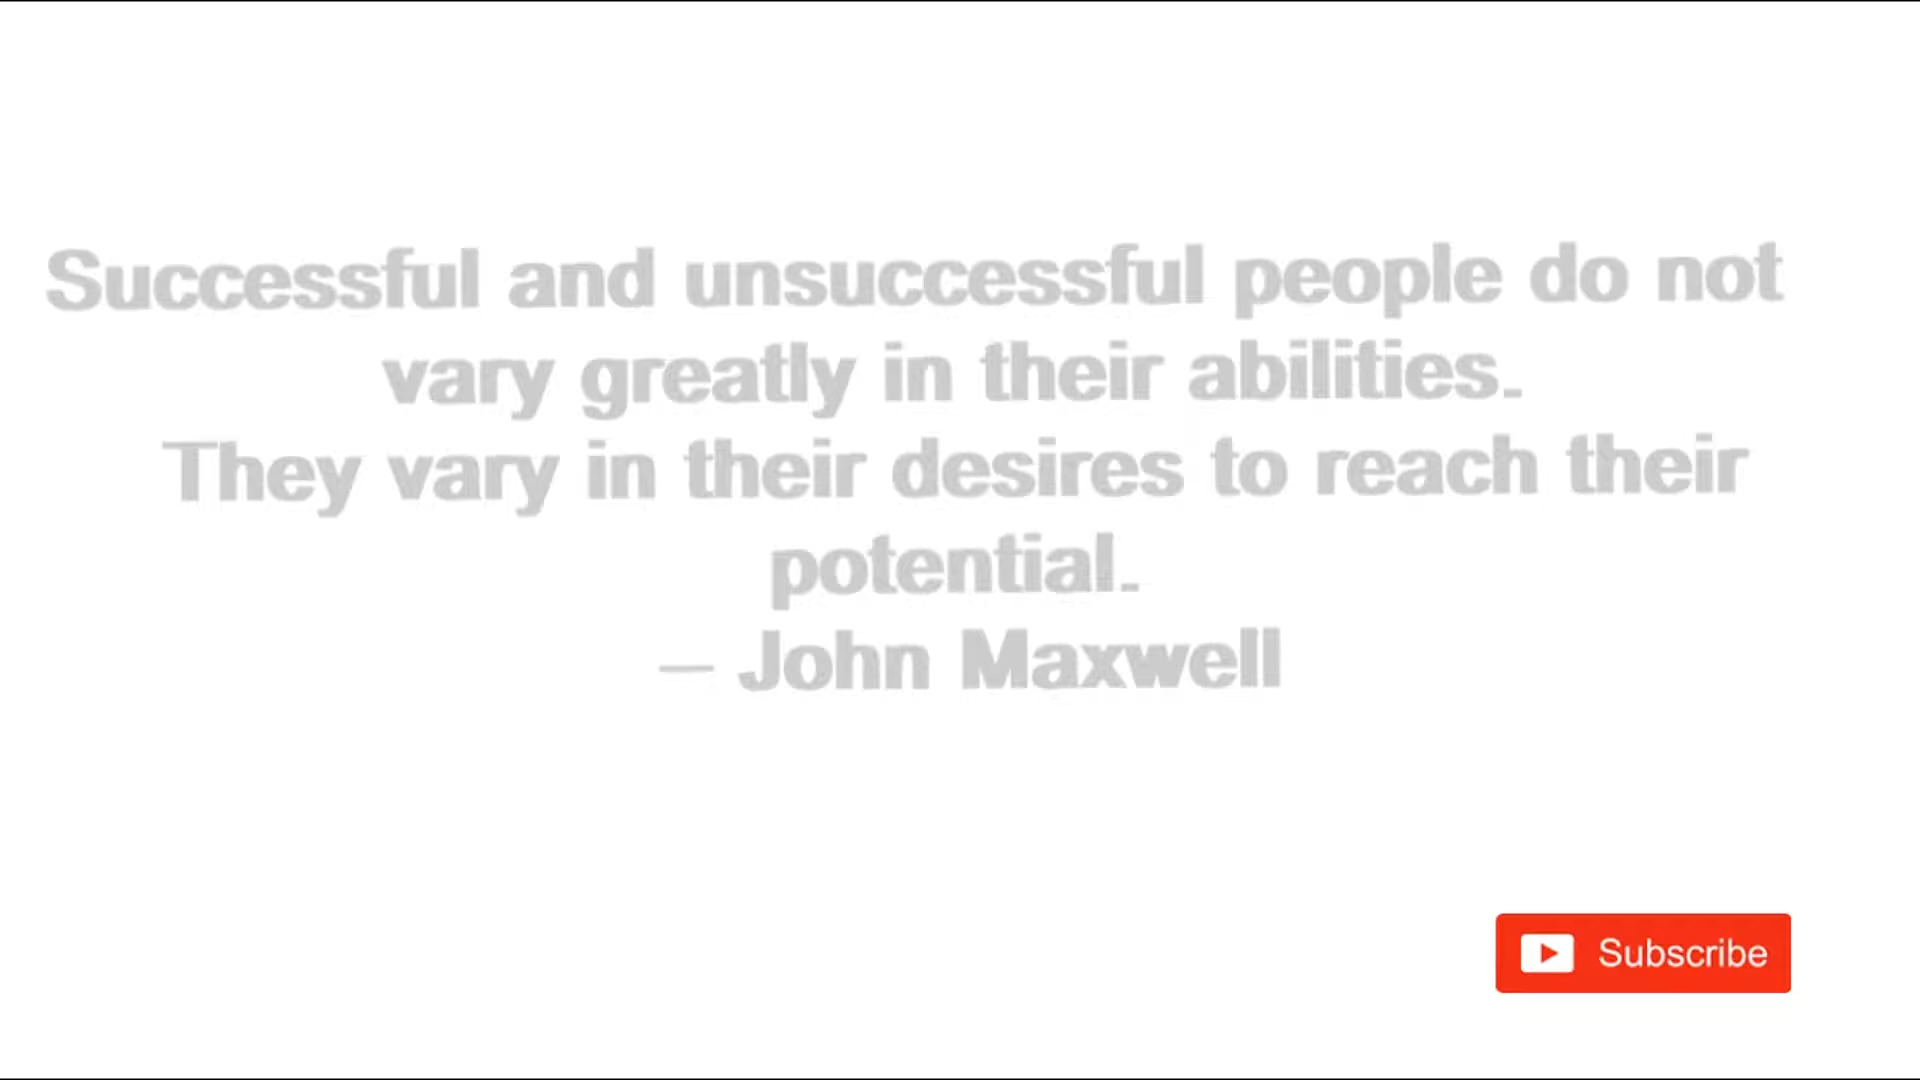 Successful and unsuccessful people do not
vary greatly in their abilities.
They vary in their desires to reach their
potential.
— John Maxwell
Subscribe